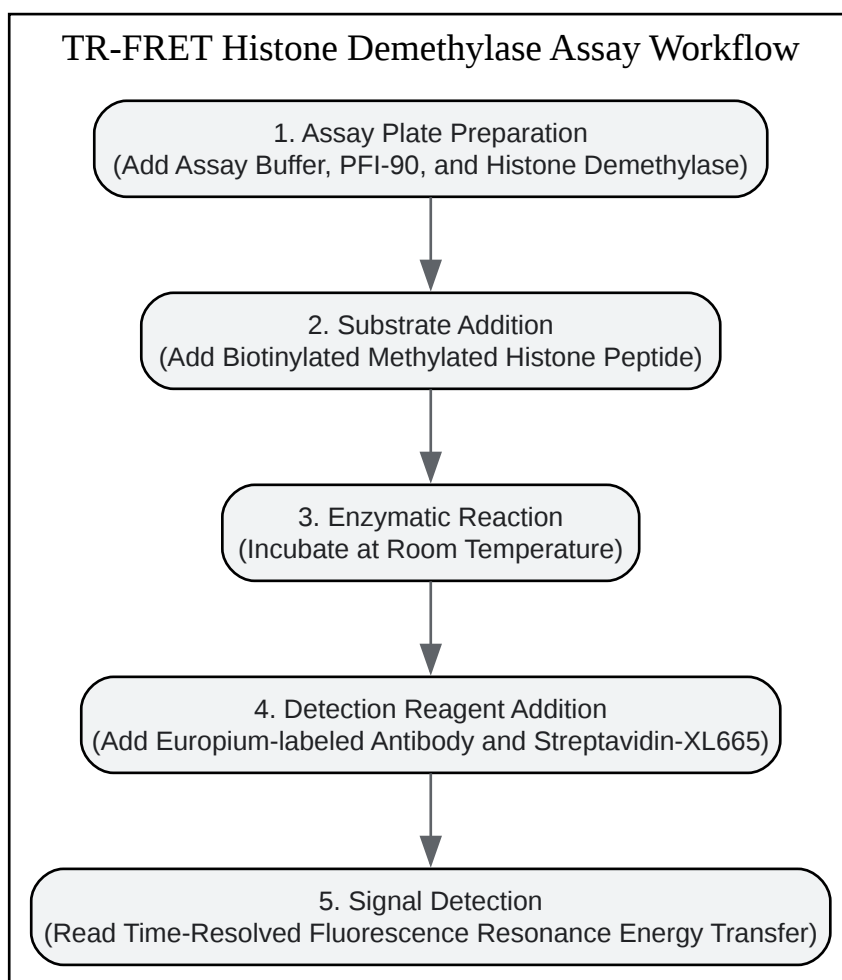 TR-FRET Histone Demethylase Assay Workflow
1. Assay Plate Preparation
(Add Assay Buffer, PFI-90, and Histone Demethylase)
2. Substrate Addition
(Add Biotinylated Methylated Histone Peptide)
3. Enzymatic Reaction
(Incubate at Room Temperature)
4. Detection Reagent Addition
(Add Europium-labeled Antibody and Streptavidin-XL665)
5. Signal Detection
(Read Time-Resolved Fluorescence Resonance Energy Transfer)